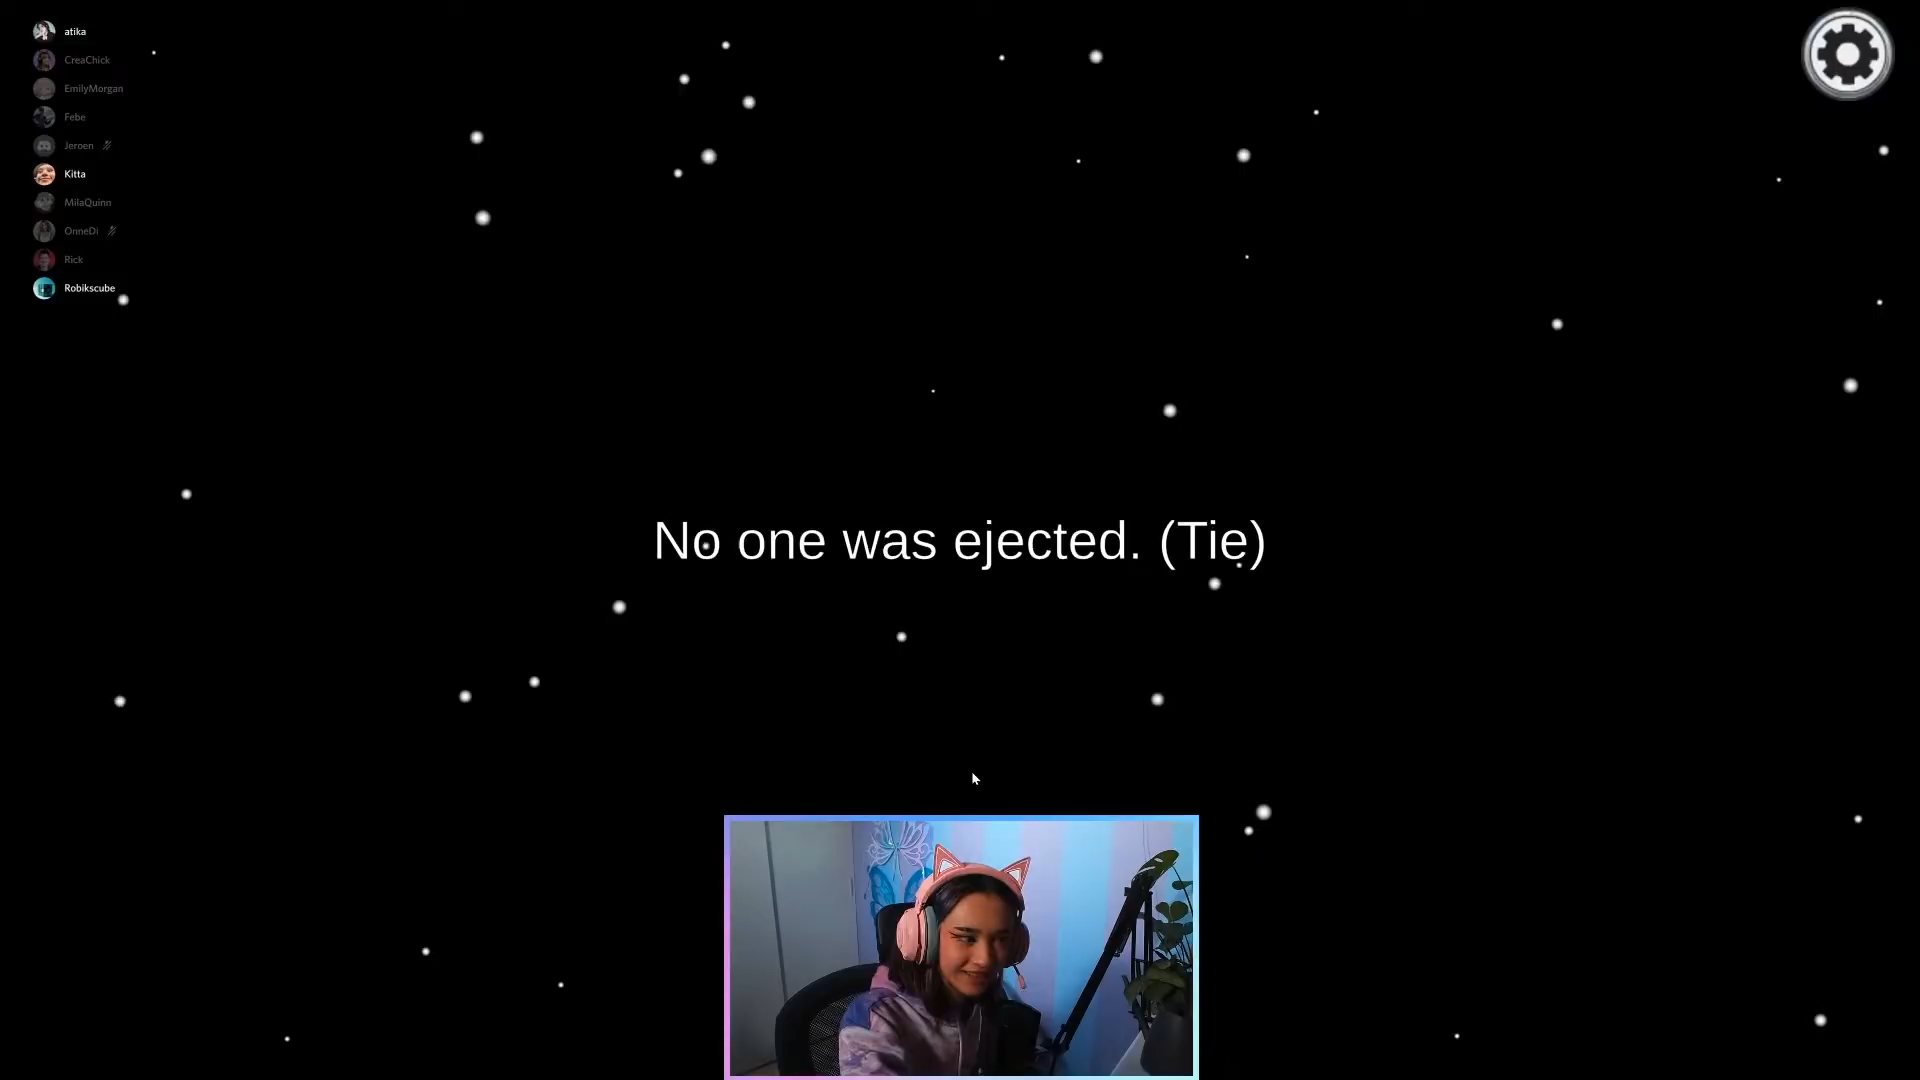 atika
CreaChick
EmilyMorgan
Febe
Jeroen
Kitta
MilaQuinn
OnneDi
Rick
Robikscube
No one was ejected. (Tie)